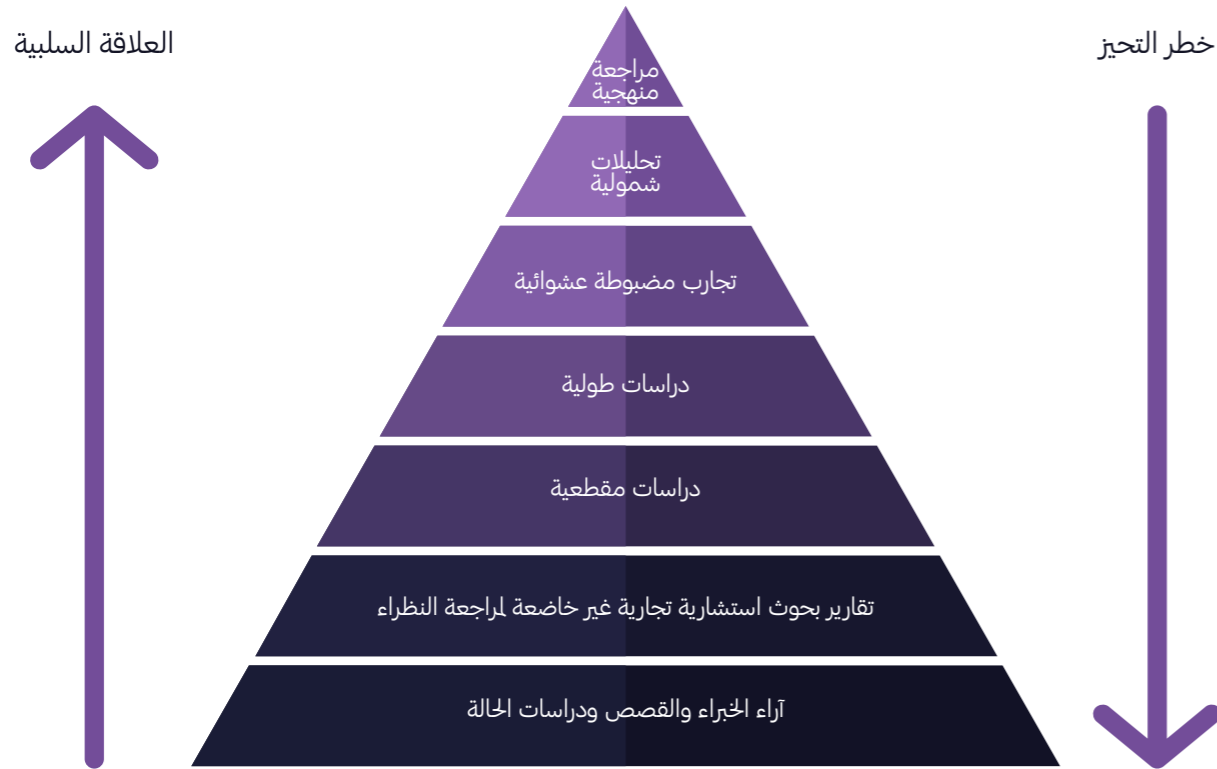 خطر التحيز
العلاقة السلبية
مراجعة
منهجية
تحليلات
شمولية
تجارب مضبوطة عشوائية
دراسات طولية
دراسات مقطعية
تقارير بحوث استشارية تجارية غير خاضعة لمراجعة النظراء
آراء الخبراء والقصص ودراسات الحالة